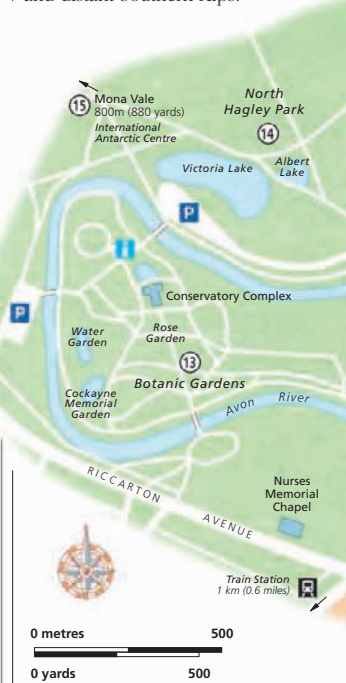 and distant Southern Alps.
15
Mona Vale
800m (880 yards)
International
Antarctic Centre
North
Hagley Park
14
Victoria Lake
Albert
Lake
P
i
Conservatory Complex
P
Water
Garden
Rose
Garden
13
Botanic Gardens
Cockayne
Memorial
Garden
Avon River
RICCARTON AVENUE
Nurses
Memorial
Chapel
Train Station
1 km (0.6 miles)
0 metres 500
0 yards 500